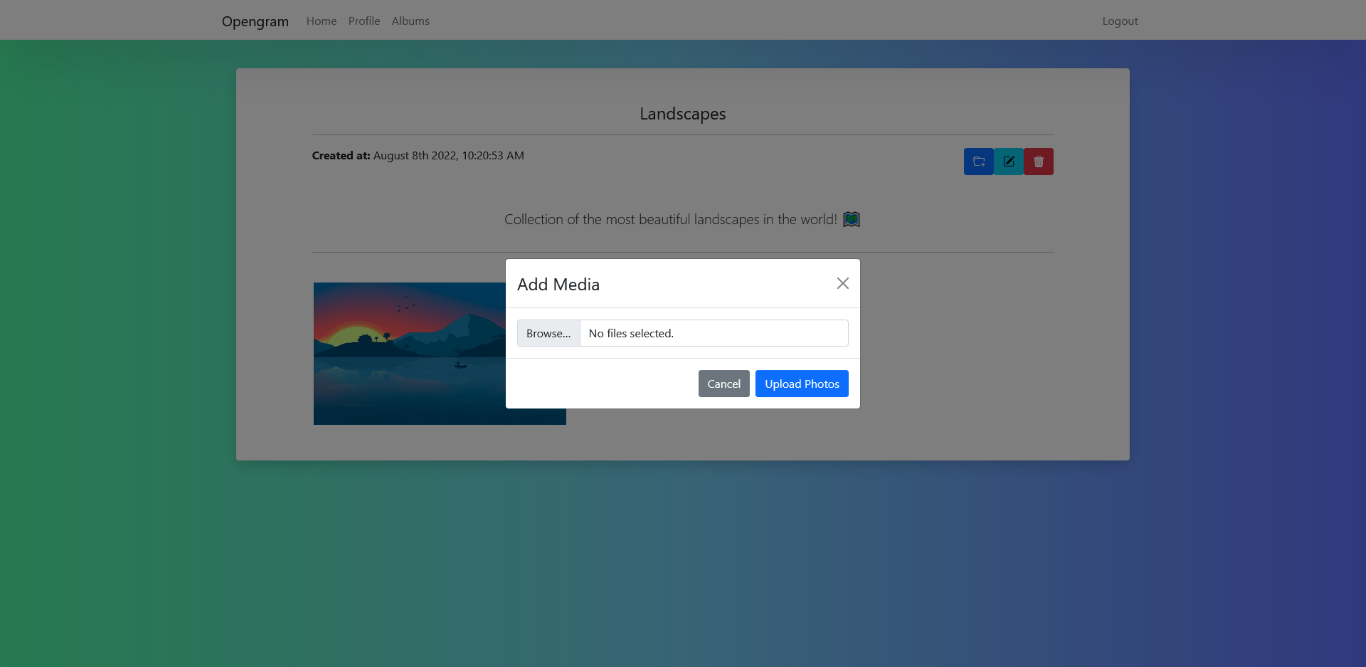 Opengram Home Profile Albums Logout
Landscapes
Created at: August 8th 2022, 10:20:53 AM
Collection of the most beautiful landscapes in the world! 🗺️
Add Media
Browse... No files selected.
Cancel Upload Photos